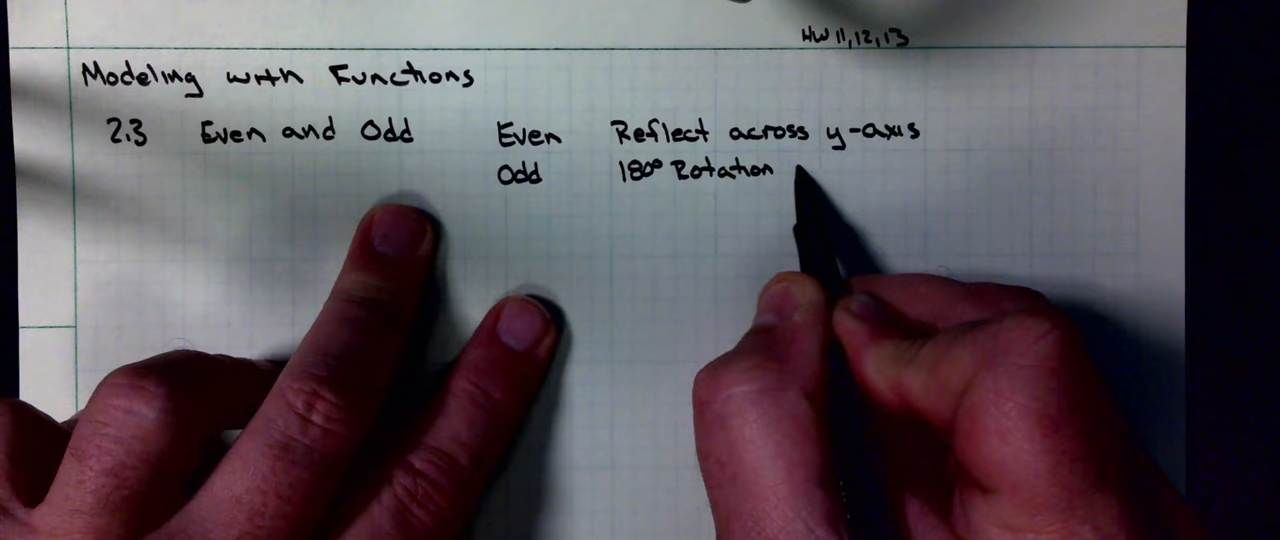 HW 11, 12, 13
Modeling with Functions
2.3 Even and Odd Even Reflect across y-axis
Odd 180° Rotation